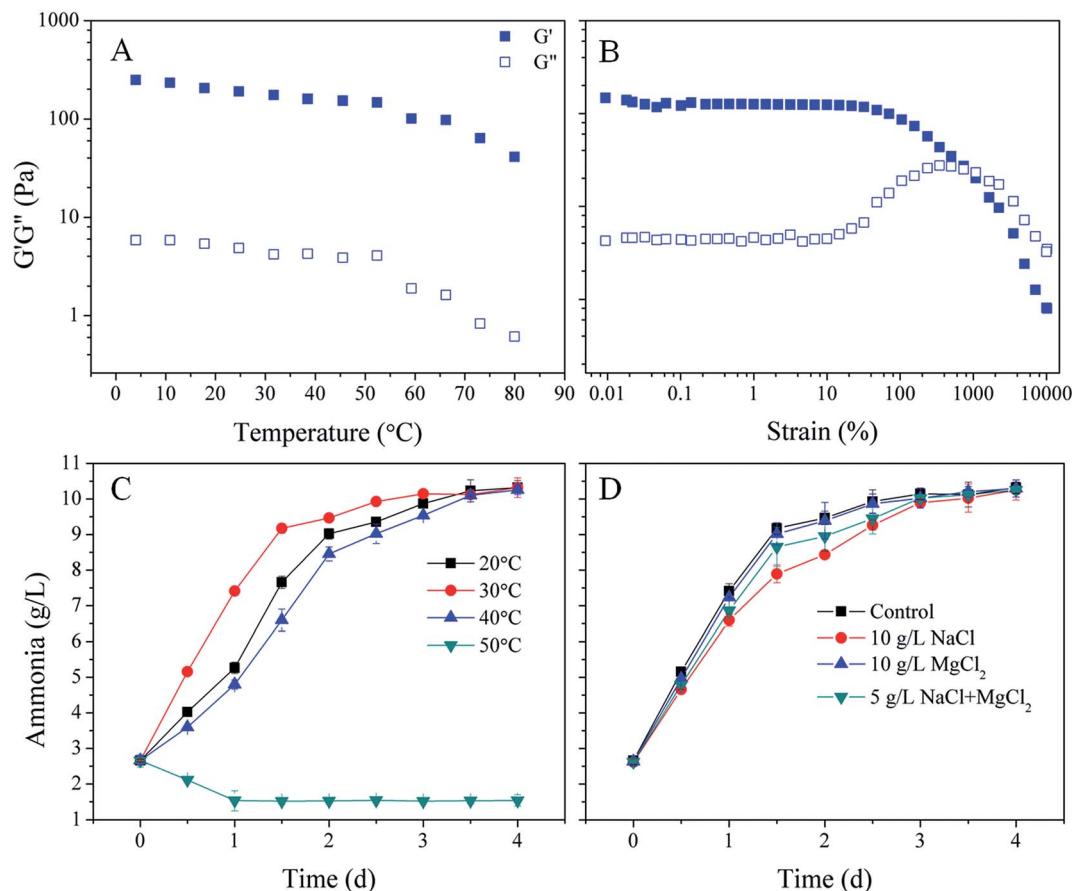 A
G'
G"
B
G'G" (Pa)
1000
100
10
1
0 10 20 30 40 50 60 70 80 90
0.01 0.1 1 10 100 1000 10000
Temperature (°C)
Strain (%)
C
20°C
30°C
40°C
50°C
D
Control
10 g/L NaCl
10 g/L MgCl₂
5 g/L NaCl+MgCl₂
Ammonia (g/L)
11
10
9
8
7
6
5
4
3
2
1
0 1 2 3 4
0 1 2 3 4
Time (d)
Time (d)